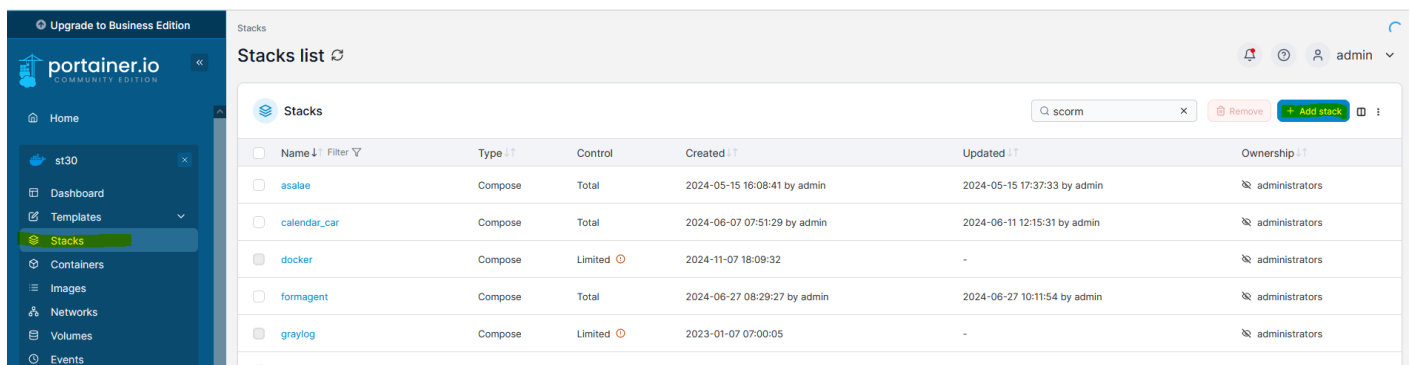 Upgrade to Business Edition
portainer.io
COMMUNITY EDITION
Home
st30
Dashboard
Templates
Stacks
Containers
Images
Networks
Volumes
Events
Stacks
Stacks list
admin
Stacks
scorm
Remove
+ Add stack
Name Filter Type Control Created Updated Ownership
asalae Compose Total 2024-05-15 16:08:41 by admin 2024-05-15 17:37:33 by admin administrators
calendar_car Compose Total 2024-06-07 07:51:29 by admin 2024-06-11 12:15:31 by admin administrators
docker Compose Limited 2024-11-07 18:09:32 - administrators
formagent Compose Total 2024-06-27 08:29:27 by admin 2024-06-27 10:11:54 by admin administrators
graylog Compose Limited 2023-01-07 07:00:05 - administrators